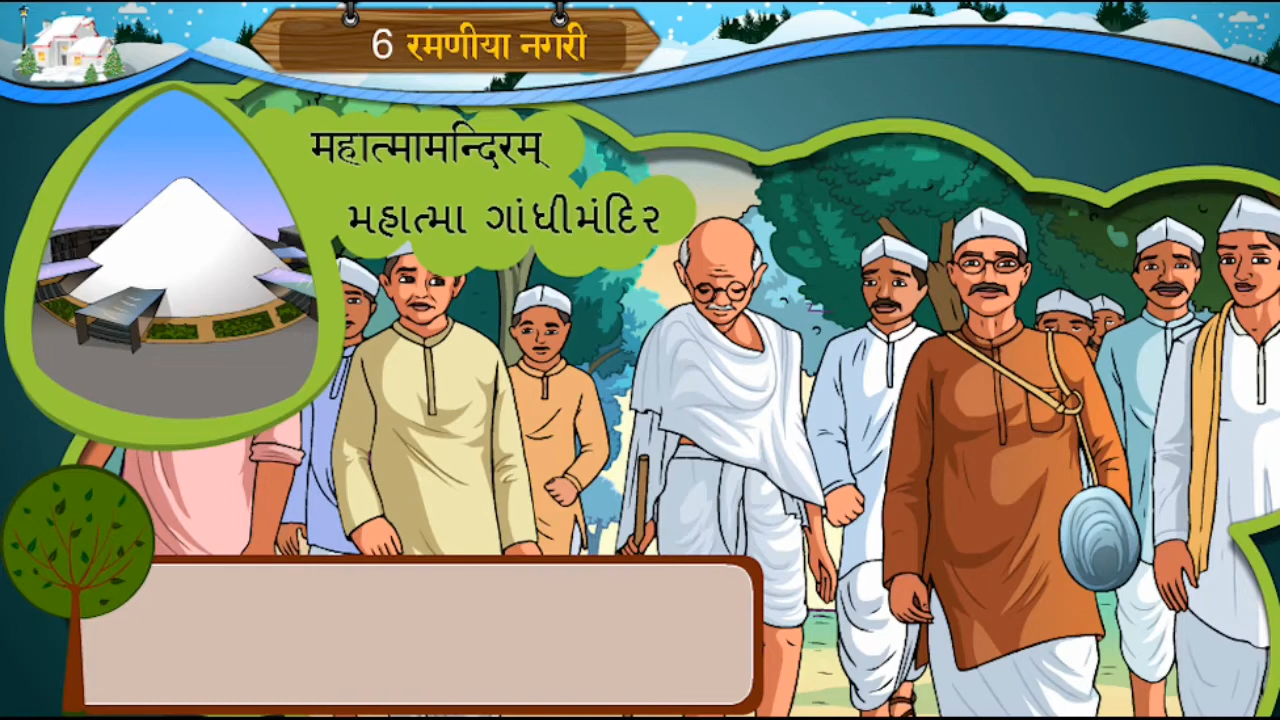 6 रमणीया नगरी
महात्मामन्दिरम्
મહાત્મા ગાંધીમંદિર